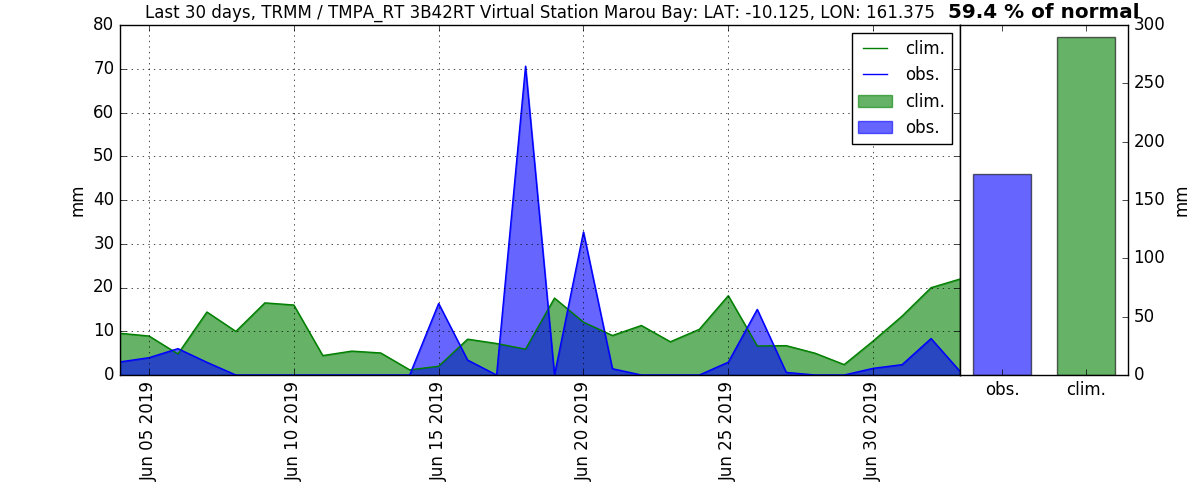 Last 30 days, TRMM / TMPA_RT 3B42RT Virtual Station Marou Bay: LAT: -10.125, LON: 161.375 59.4 % of normal
80
70
60
50
40
30
20
10
0
mm
clim.
obs.
clim.
obs.
Jun 05 2019
Jun 10 2019
Jun 15 2019
Jun 20 2019
Jun 25 2019
Jun 30 2019
300
250
200
150
100
50
0
mm
obs.
clim.